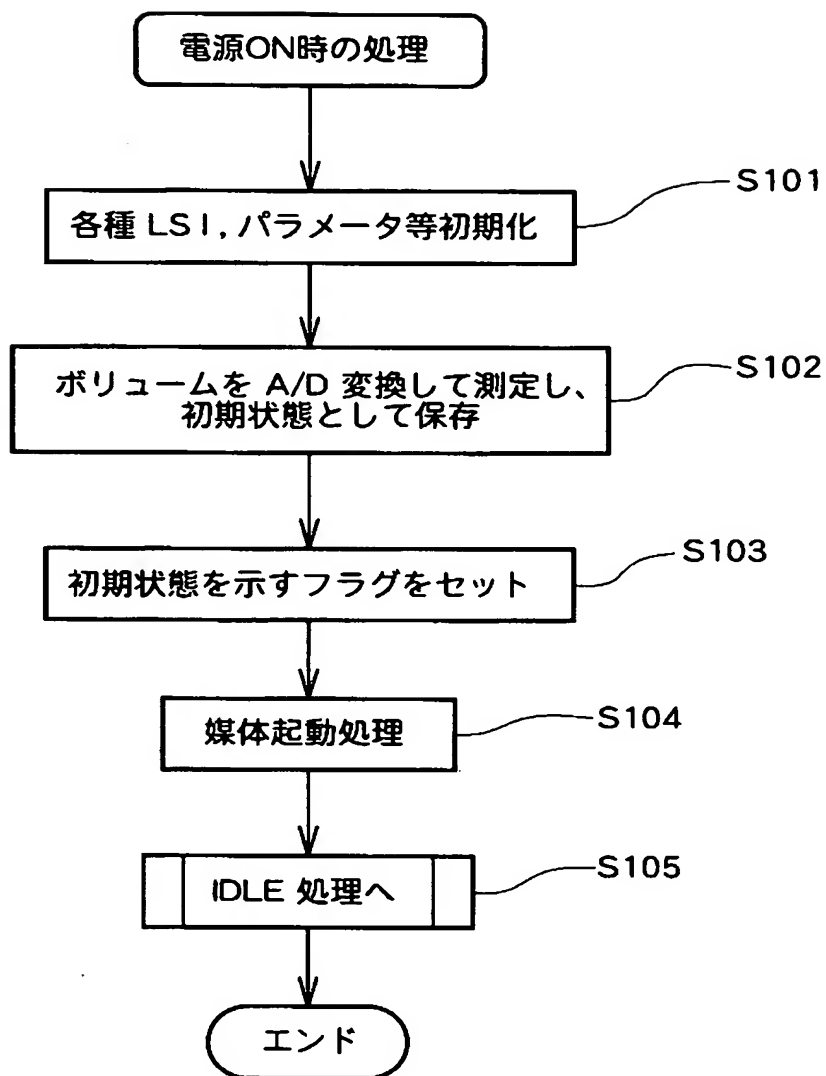 電源ON時の処理
各種 LSI, パラメータ等初期化
S101
ボリュームを A/D 変換して測定し、
初期状態として保存
S102
初期状態を示すフラグをセット
S103
媒体起動処理
S104
IDLE 処理へ
S105
エンド